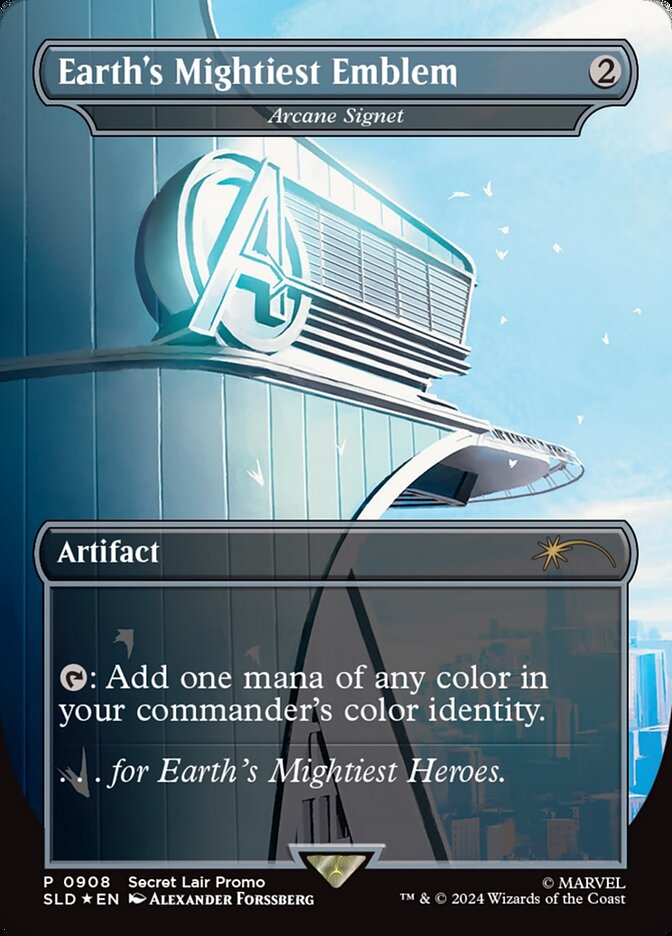 Earth's Mightiest Emblem 2
Arcane Signet
A
Artifact
: Add one mana of any color in
your commander's color identity.
. . . for Earth's Mightiest Heroes.
P 0908 Secret Lair Promo © MARVEL
SLD ★ EN ALEXANDER FORSSBERG ™ & © 2024 Wizards of the Coast